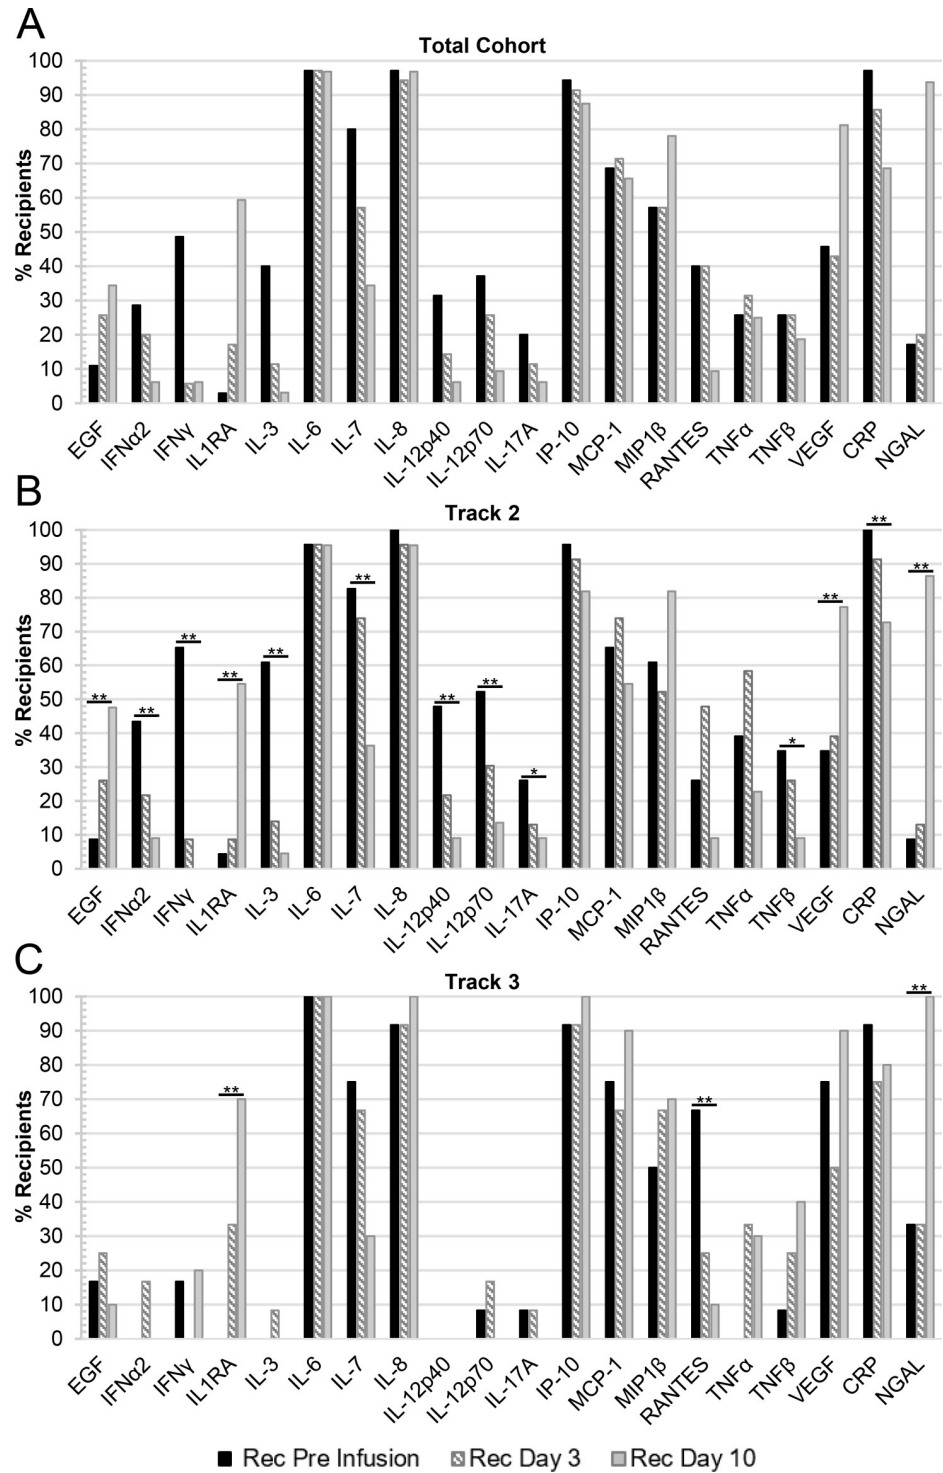 A
Total Cohort
% Recipients
100
90
80
70
60
50
40
30
20
10
0
EGF
IFNα2
IFNγ
IL1RA
IL-3
IL-6
IL-7
IL-8
IL-12p40
IL-12p70
IL-17A
IP-10
MCP-1
MIP1β
RANTES
TNFα
TNFβ
VEGF
CRP
NGAL
B
Track 2
% Recipients
100
90
80
70
60
50
40
30
20
10
0
**
**
**
**
**
**
**
**
*
*
**
**
**
EGF
IFNα2
IFNγ
IL1RA
IL-3
IL-6
IL-7
IL-8
IL-12p40
IL-12p70
IL-17A
IP-10
MCP-1
MIP1β
RANTES
TNFα
TNFβ
VEGF
CRP
NGAL
C
Track 3
% Recipients
100
90
80
70
60
50
40
30
20
10
0
**
**
**
EGF
IFNα2
IFNγ
IL1RA
IL-3
IL-6
IL-7
IL-8
IL-12p40
IL-12p70
IL-17A
IP-10
MCP-1
MIP1β
RANTES
TNFα
TNFβ
VEGF
CRP
NGAL
Rec Pre Infusion Rec Day 3 Rec Day 10